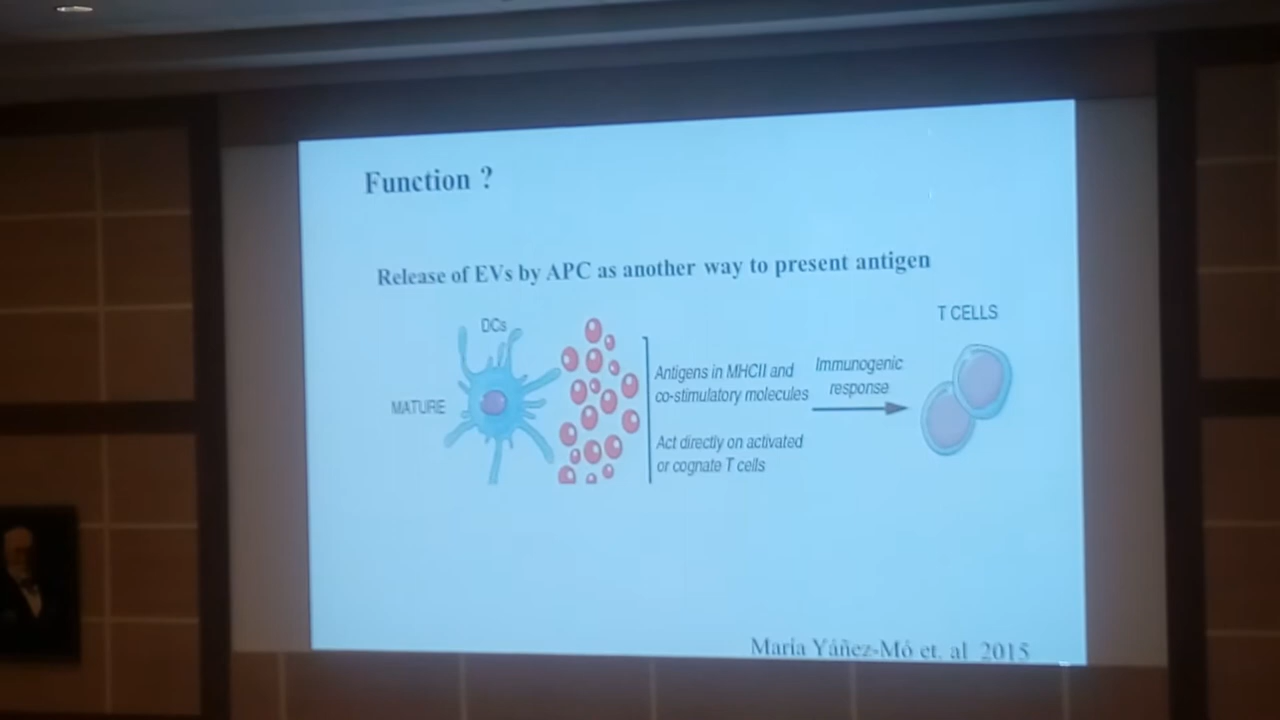 Function ?
Release of EVs by APC as another way to present antigen
DCs
MATURE
Antigens in MHCII and
co-stimulatory molecules
Act directly on activated
or cognate T cells
Immunogenic
response
T CELLS
María Yáñez-Mó et. al 2015